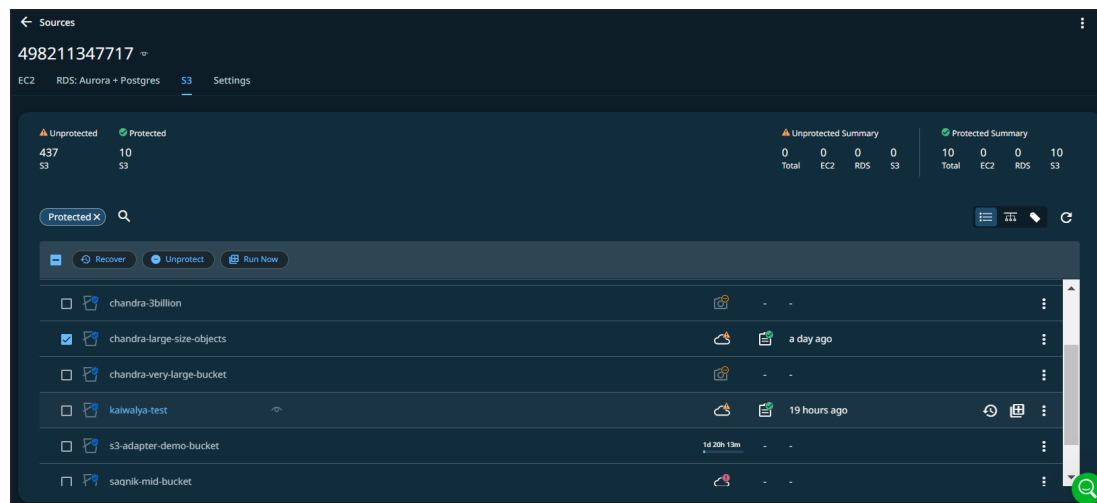 Sources
498211347717
EC2 RDS: Aurora + Postgres S3 Settings
Unprotected Protected Unprotected Summary Protected Summary
437 10 0 0 0 0 10 0 0 10
S3 S3 Total EC2 RDS S3 Total EC2 RDS S3
Protected
Recover Unprotect Run Now
chandra-3billion - -
chandra-large-size-objects a day ago
chandra-very-large-bucket - -
kaiwalya-test 19 hours ago
s3-adapter-demo-bucket 1d 20h 13m - -
sagnik-mid-bucket - -